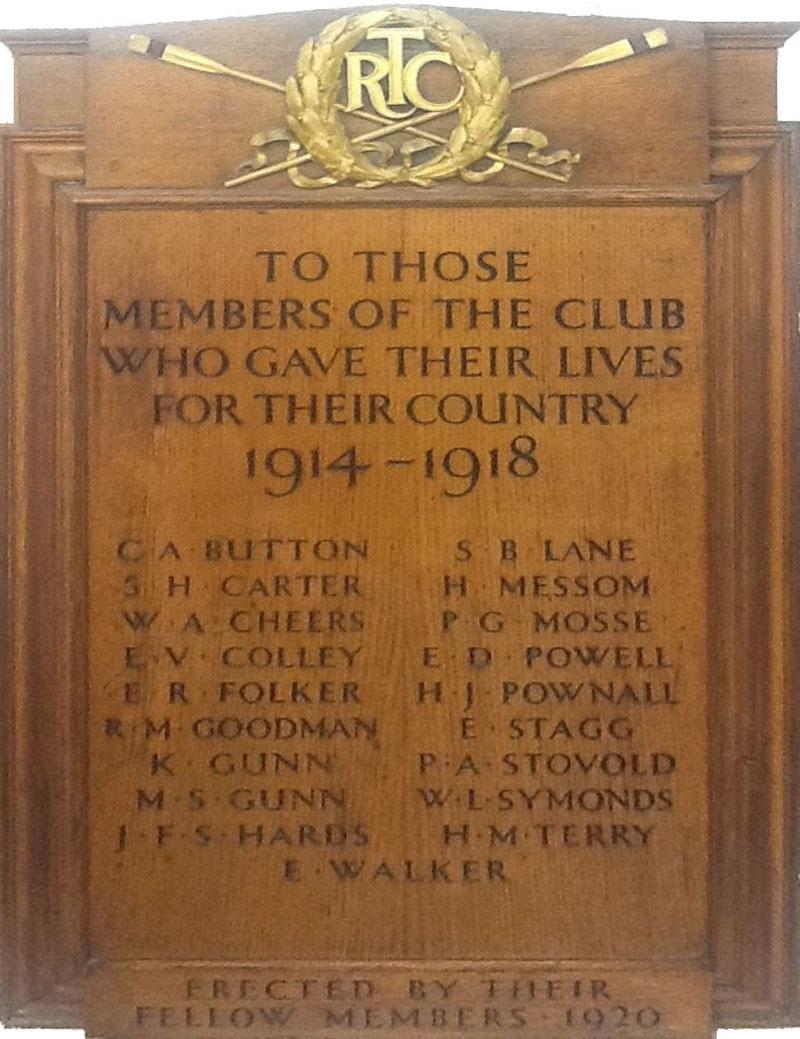 RTC
TO THOSE
MEMBERS OF THE CLUB
WHO GAVE THEIR LIVES
FOR THEIR COUNTRY
1914-1918
C·A·BUTTON
S·H·CARTER
W·A·CHEERS
E·V·COLLEY
E·R·FOLKER
R·M·GOODMAN
K·GUNN
M·S·GUNN
J·F·S·HARDS
S·B·LANE
H·MESSOM
P·G·MOSSE
E·D·POWELL
H·J·POWNALL
E·STAGG
P·A·STOVOLD
W·L·SYMONDS
H·M·TERRY
E·WALKER
ERECTED BY THEIR
FELLOW MEMBERS·1920